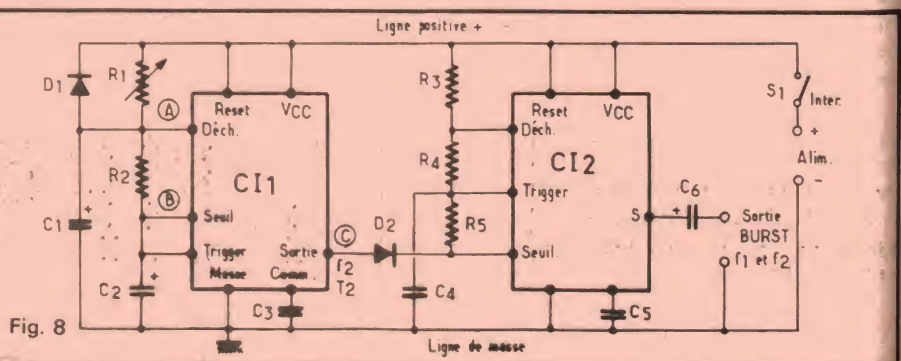 Ligne positive +
D1
R1
A
Reset
VCC
Déch.
R2
CI1
B
Seuil
C1
+
Trigger
Masse
Sortie
Comm.
C
f2
T2
C2
+
C3
D2
R3
R4
R5
C4
Reset
VCC
Déch.
CI2
Trigger
Seuil
S
C5
C6
+
Sortie
BURST
f1 et f2
S1
Inter.
+
Alim.
-
Fig. 8
Ligne de masse